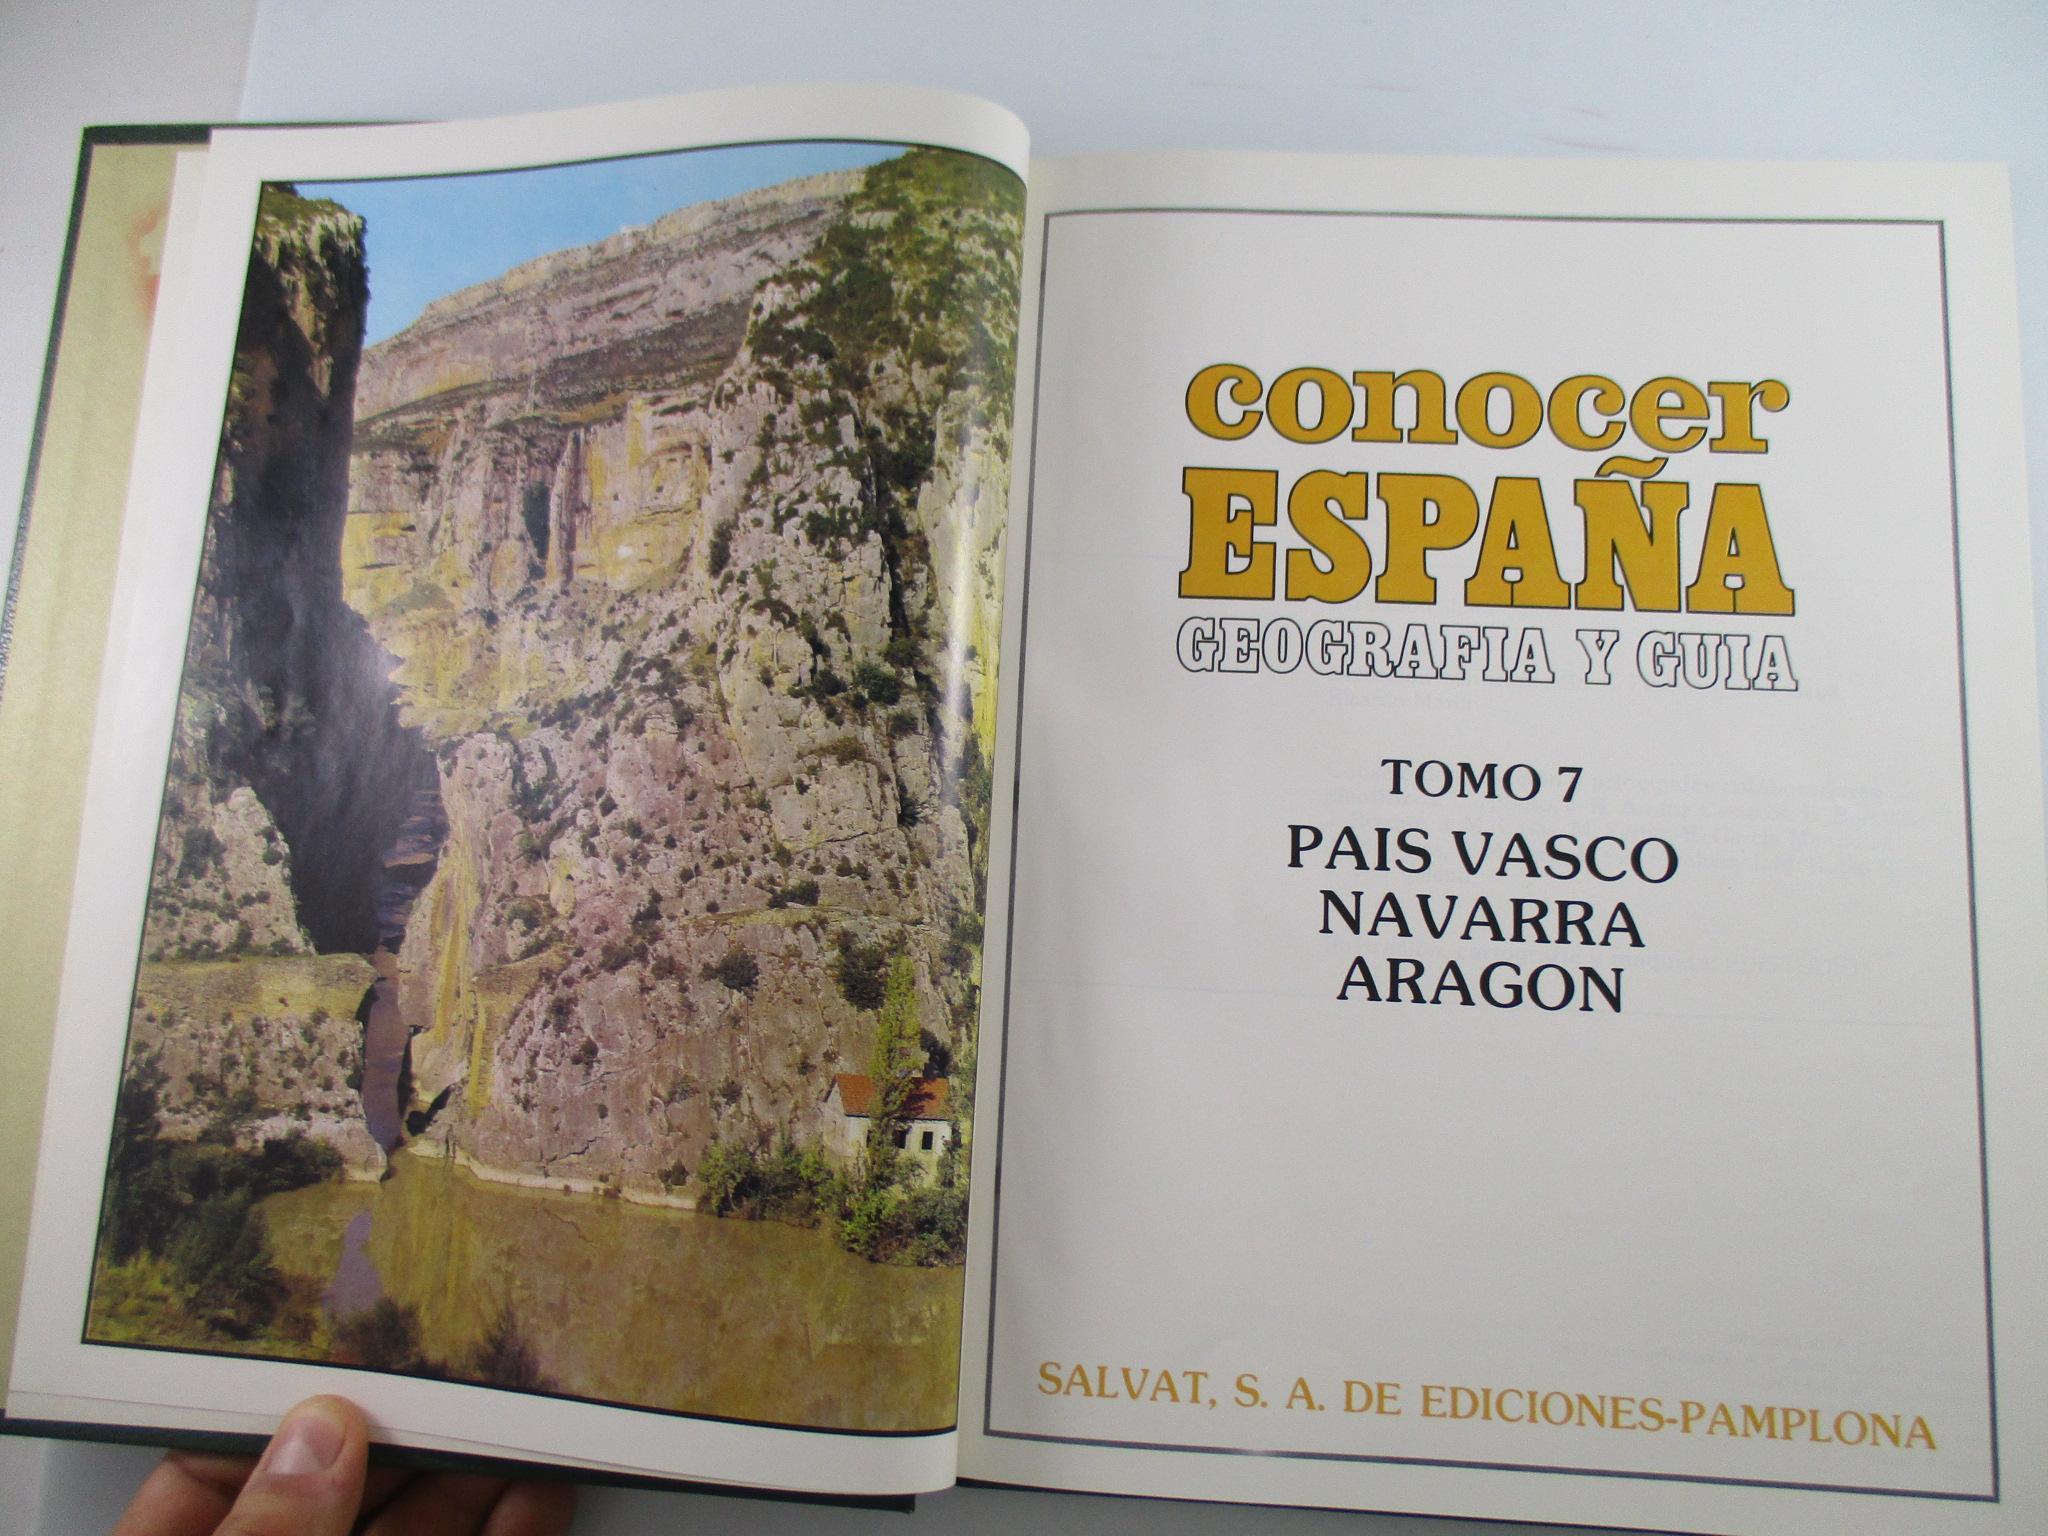 conocer
ESPAÑA
GEOGRAFIA Y GUIA
TOMO 7
PAIS VASCO
NAVARRA
ARAGON
SALVAT, S. A. DE EDICIONES-PAMPLONA